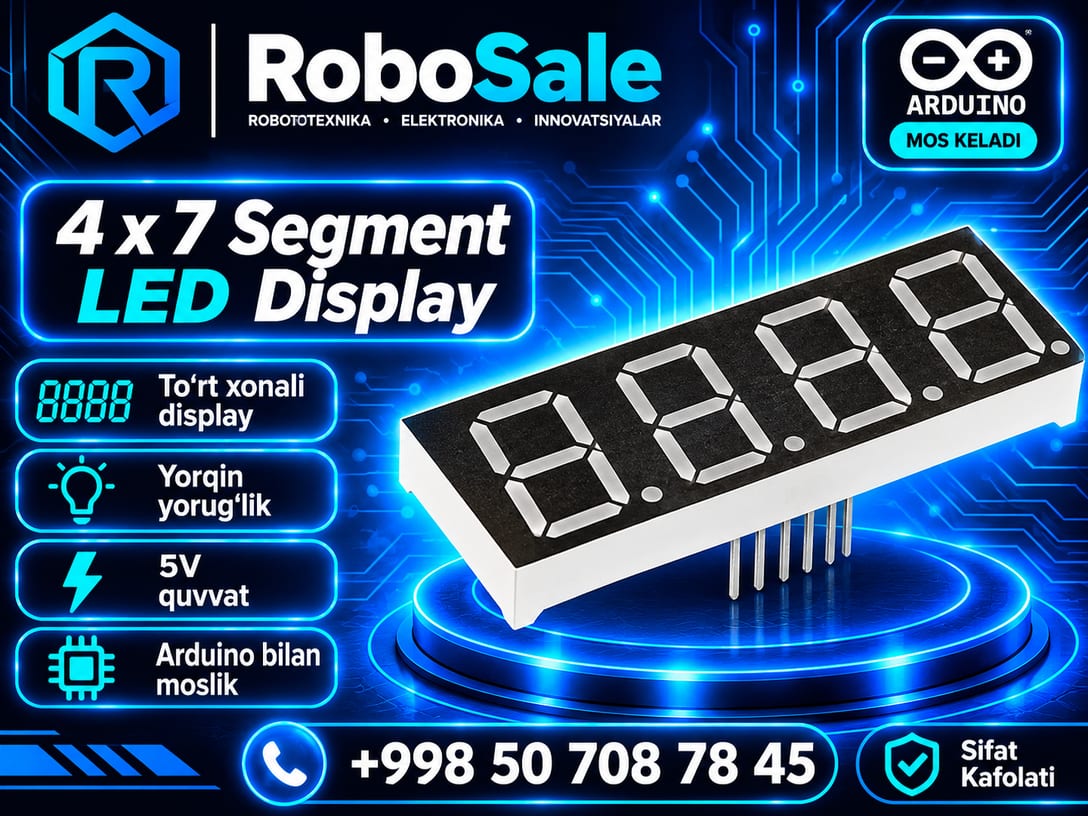 RoboSale
ROBOTOTEXNIKA • ELEKTRONIKA • INNOVATSIYALAR
ARDUINO
MOS KELADI
4 x 7 Segment
LED Display
8888
To‘rt xonali
display
Yorqin
yorug‘lik
5V
quvvat
Arduino bilan
moslik
+998 50 708 78 45
Sifat
Kafolati